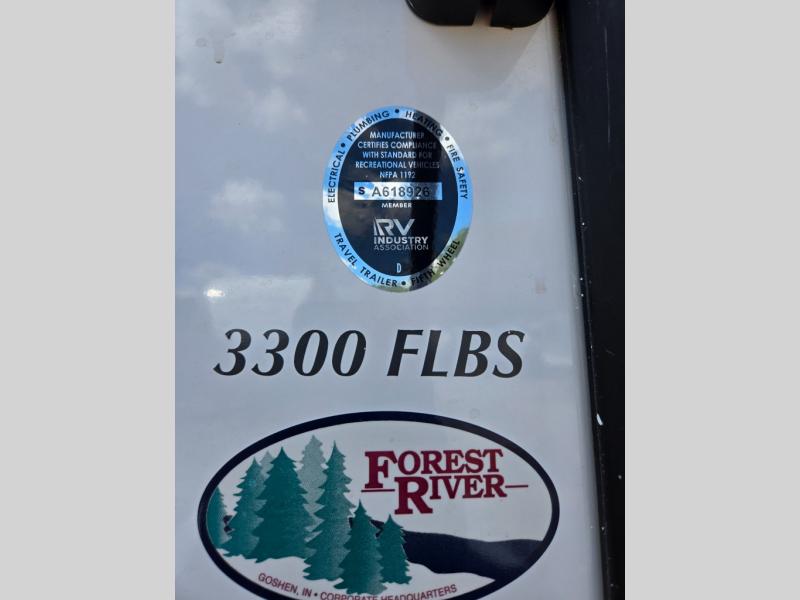 ELECTRICAL • PLUMBING • HEATING • FIRE SAFETY
MANUFACTURER
CERTIFIES COMPLIANCE
WITH STANDARD FOR
RECREATIONAL VEHICLES
NFPA 1192
S A618926
MEMBER
RV
INDUSTRY
ASSOCIATION
D
TRAVEL TRAILER • FIFTH WHEEL
3300 FLBS
FOREST
RIVER
GOSHEN, IN • CORPORATE HEADQUARTERS